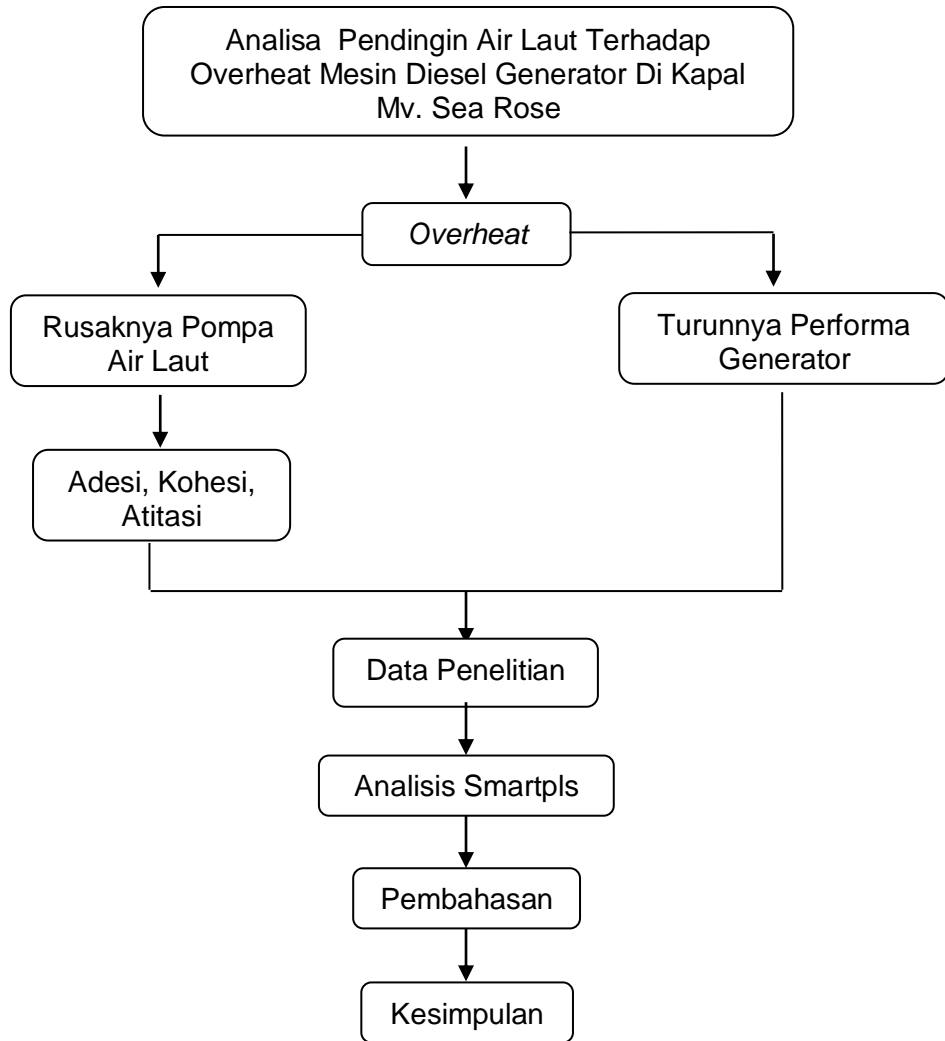 Analisa Pendingin Air Laut Terhadap
Overheat Mesin Diesel Generator Di Kapal
Mv. Sea Rose
Overheat
Rusaknya Pompa
Air Laut
Turunnya Performa
Generator
Adesi, Kohesi,
Atitasi
Data Penelitian
Analisis Smartpls
Pembahasan
Kesimpulan